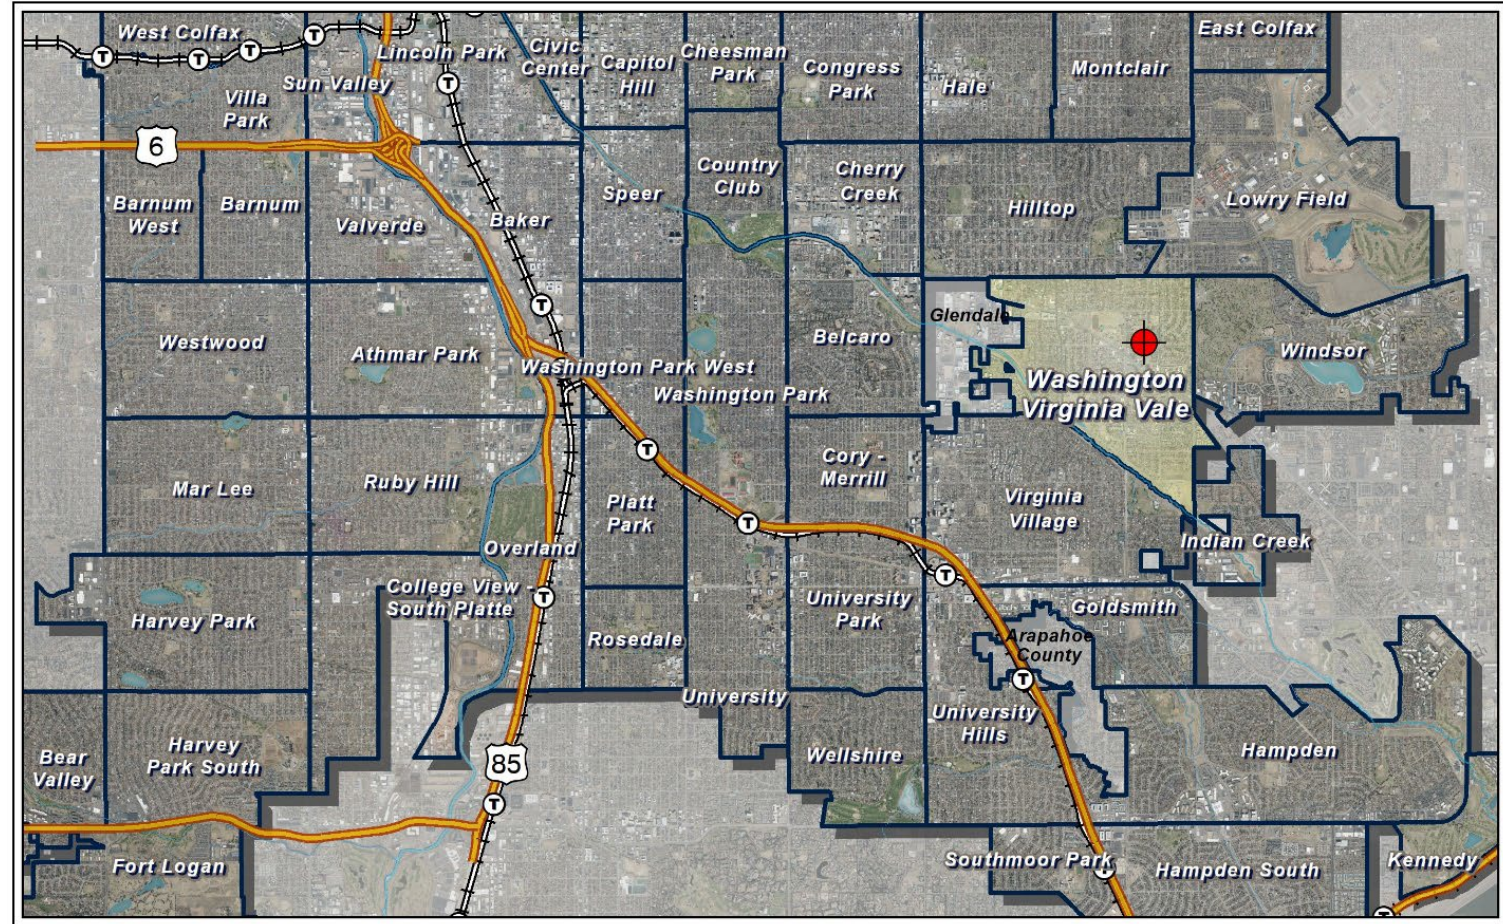 West Colfax
Lincoln Park
Civic
Center
Capitol
Hill
Cheesman
Park
Congress
Park
Hale
Montclair
East Colfax
Sun Valley
Villa
Park
6
Barnum
West
Barnum
Valverde
Baker
Speer
Country
Club
Cherry
Creek
Hilltop
Lowry Field
Westwood
Athmar Park
Washington Park West
Washington Park
Belcaro
Glendale
Washington
Virginia Vale
Windsor
Mar Lee
Ruby Hill
Platt
Park
Cory -
Merrill
Virginia
Village
Indian Creek
Overland
Harvey Park
College View -
South Platte
Rosedale
University
Park
Goldsmith
Arapahoe
County
University
University
Hills
Bear
Valley
Harvey
Park South
85
Wellshire
Hampden
Fort Logan
Southmoor Park
Hampden South
Kennedy
T
T
T
T
T
T
T
T
T
T
T
T
T
T